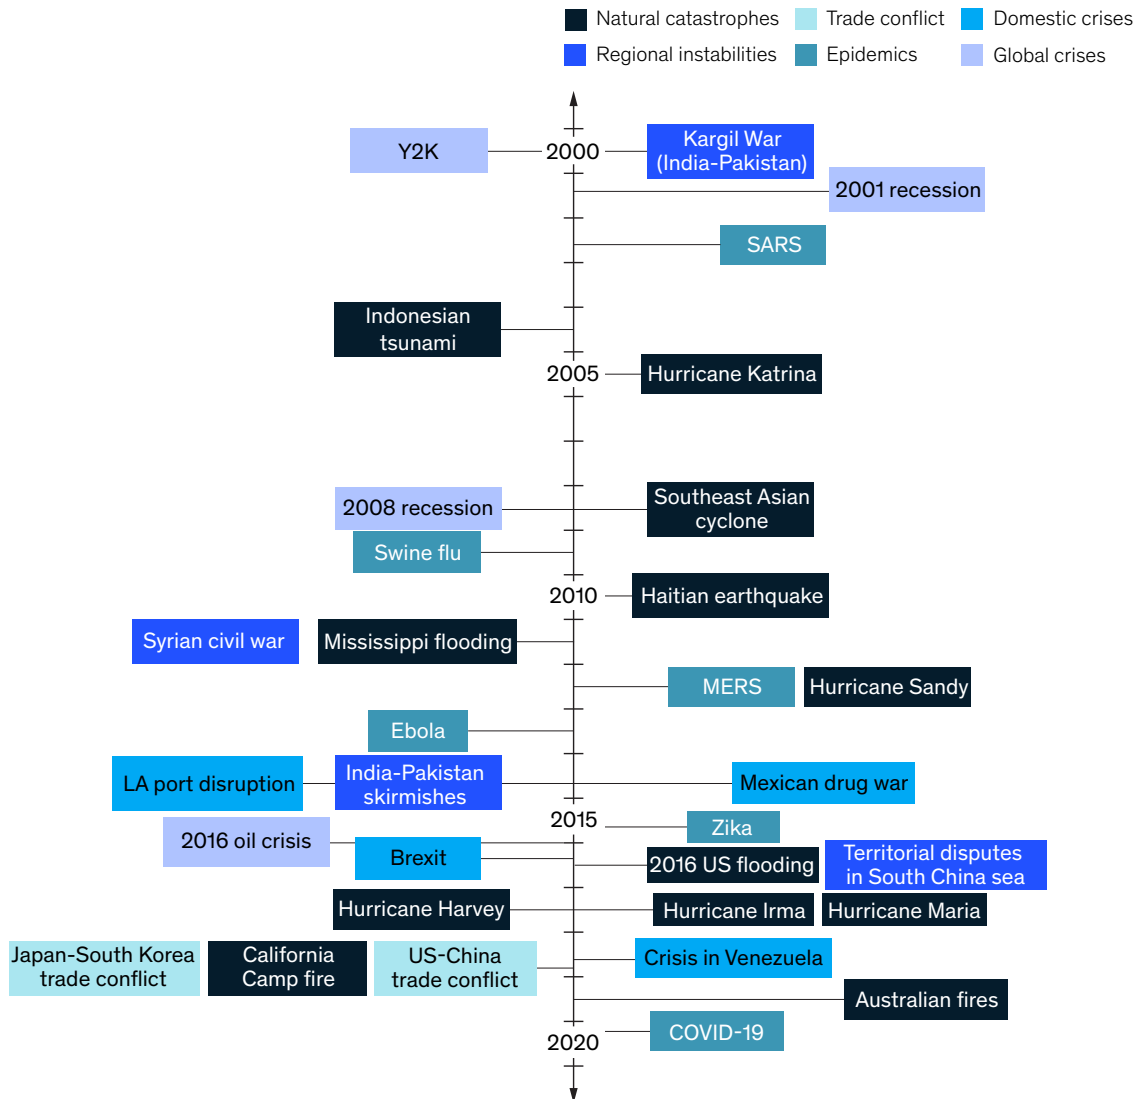 Natural catastrophes
Trade conflict
Domestic crises
Regional instabilities
Epidemics
Global crises
Y2K
2000
Kargil War
(India-Pakistan)
2001 recession
SARS
Indonesian
tsunami
2005
Hurricane Katrina
2008 recession
Southeast Asian
cyclone
Swine flu
2010
Haitian earthquake
Syrian civil war
Mississippi flooding
MERS
Hurricane Sandy
Ebola
LA port disruption
India-Pakistan
skirmishes
Mexican drug war
2015
Zika
2016 oil crisis
Brexit
2016 US flooding
Territorial disputes
in South China sea
Hurricane Harvey
Hurricane Irma
Hurricane Maria
Japan-South Korea
trade conflict
California
Camp fire
US-China
trade conflict
Crisis in Venezuela
Australian fires
COVID-19
2020